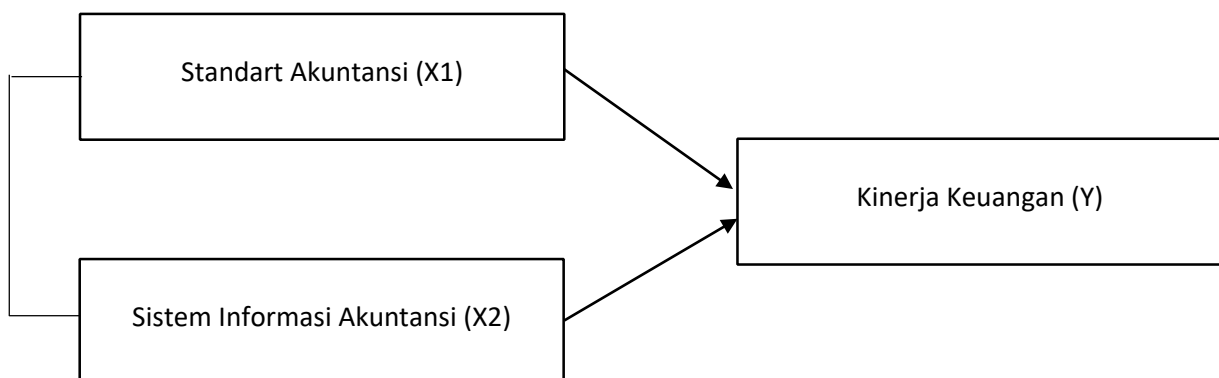 Standart Akuntansi (X1)
Kinerja Keuangan (Y)
Sistem Informasi Akuntansi (X2)